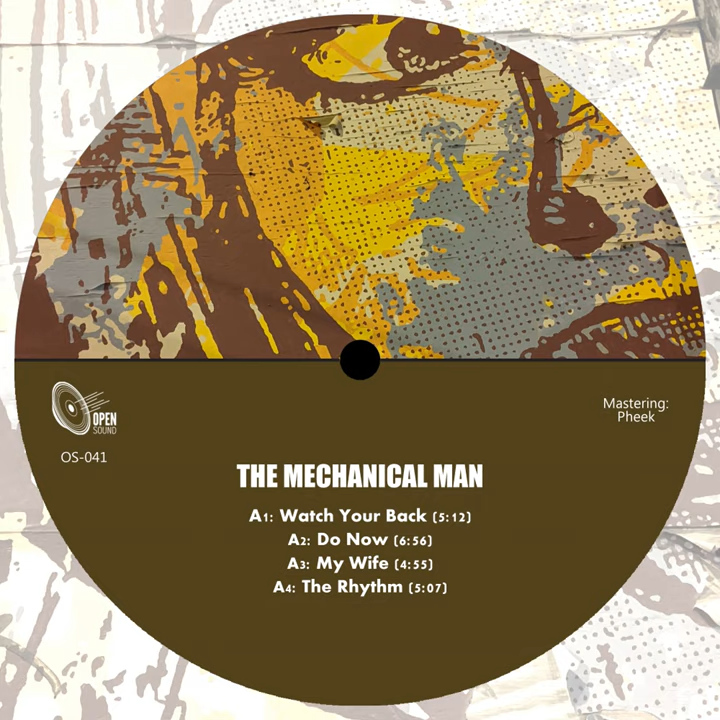 OPEN
SOUND
OS-041
Mastering:
Pheek
THE MECHANICAL MAN
A1: Watch Your Back (5:12)
A2: Do Now (6:56)
A3: My Wife (4:55)
A4: The Rhythm (5:07)